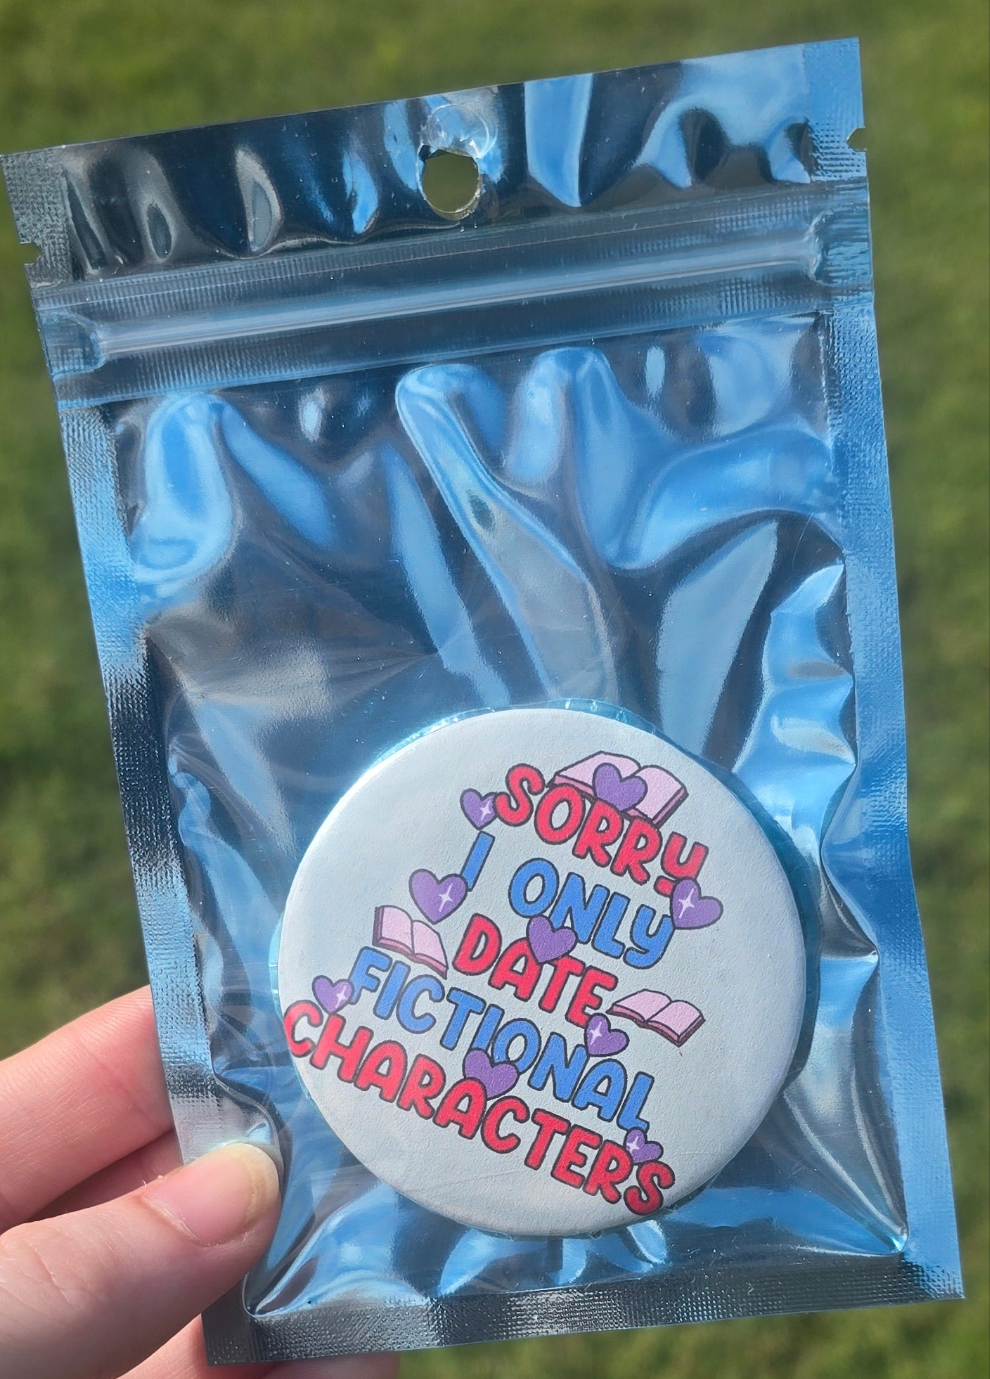 SORRY
I ONLY
DATE
FICTIONAL
CHARACTERS